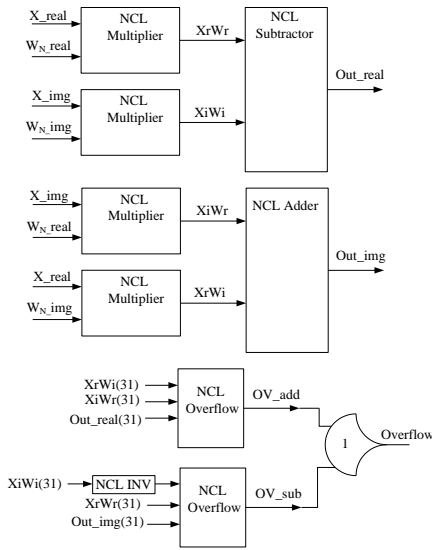 X_real
W_N_real
NCL
Multiplier
XrWr
NCL
Subtractor
Out_real
X_img
W_N_img
NCL
Multiplier
XiWi
X_img
W_N_real
NCL
Multiplier
XiWr
NCL Adder
Out_img
X_real
W_N_img
NCL
Multiplier
XrWi
XrWi(31)
XiWr(31)
Out_real(31)
NCL
Overflow
OV_add
1
Overflow
XiWi(31)
NCL INV
XrWr(31)
Out_img(31)
NCL
Overflow
OV_sub